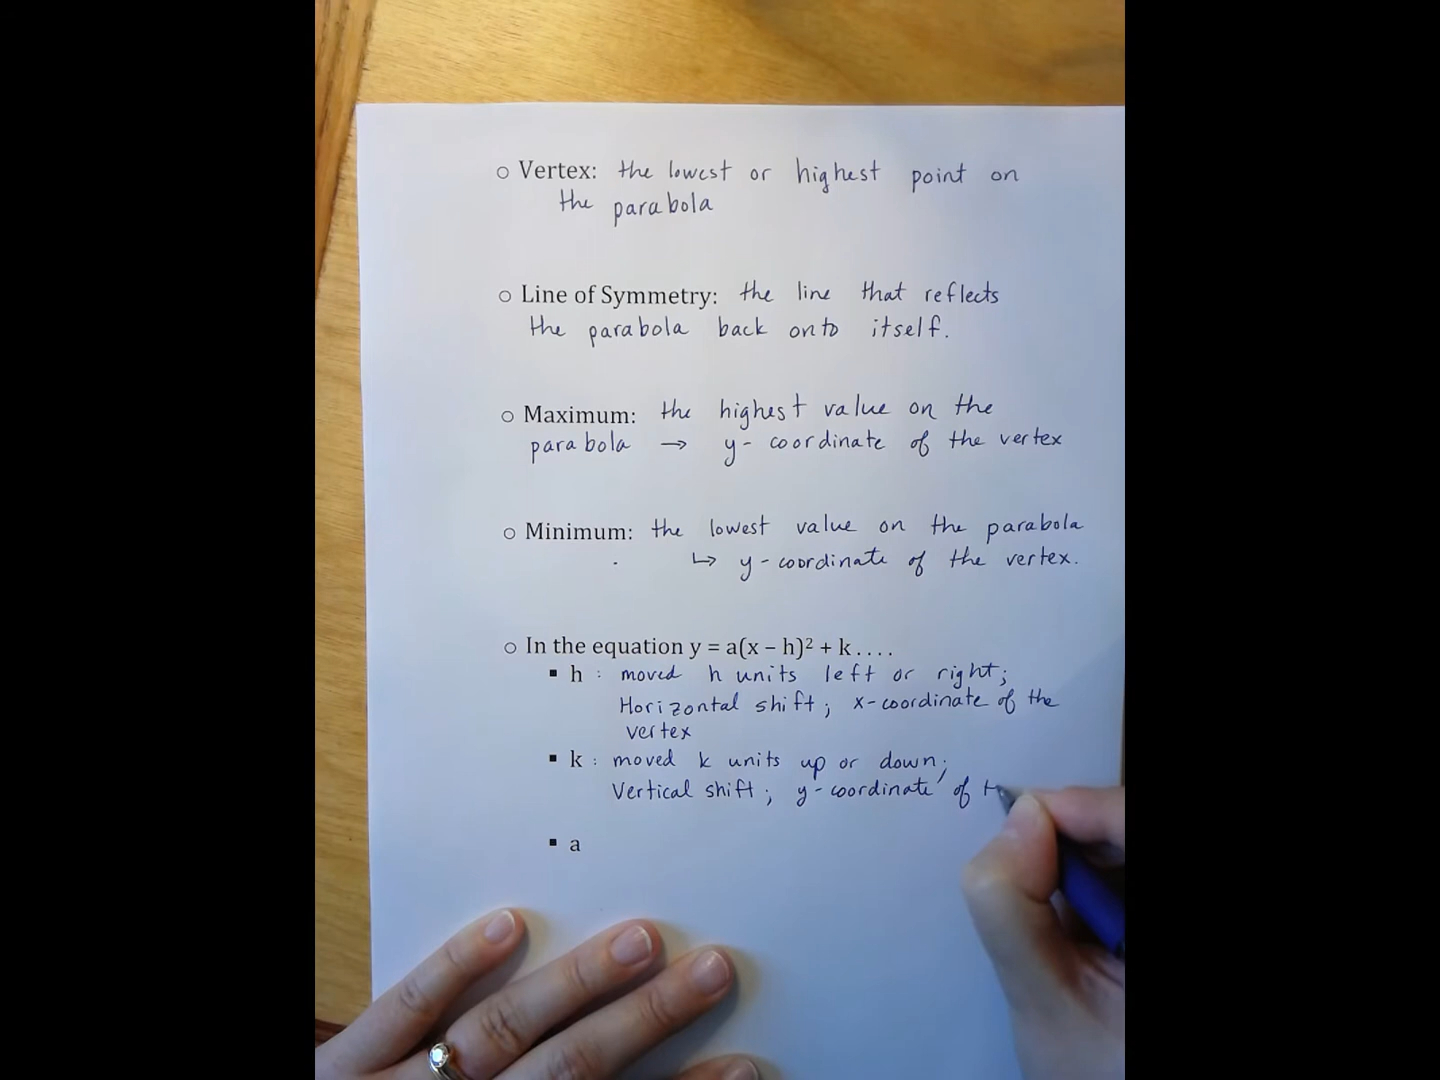 ○ Vertex: the lowest or highest point on
the parabola
○ Line of Symmetry: the line that reflects
the parabola back onto itself.
○ Maximum: the highest value on the
parabola → y-coordinate of the vertex
○ Minimum: the lowest value on the parabola
↳ y-coordinate of the vertex.
○ In the equation y = a(x – h)² + k....
▪ h : moved h units left or right;
Horizontal shift; x-coordinate of the
vertex
▪ k : moved k units up or down;
Vertical shift; y-coordinate of
▪ a